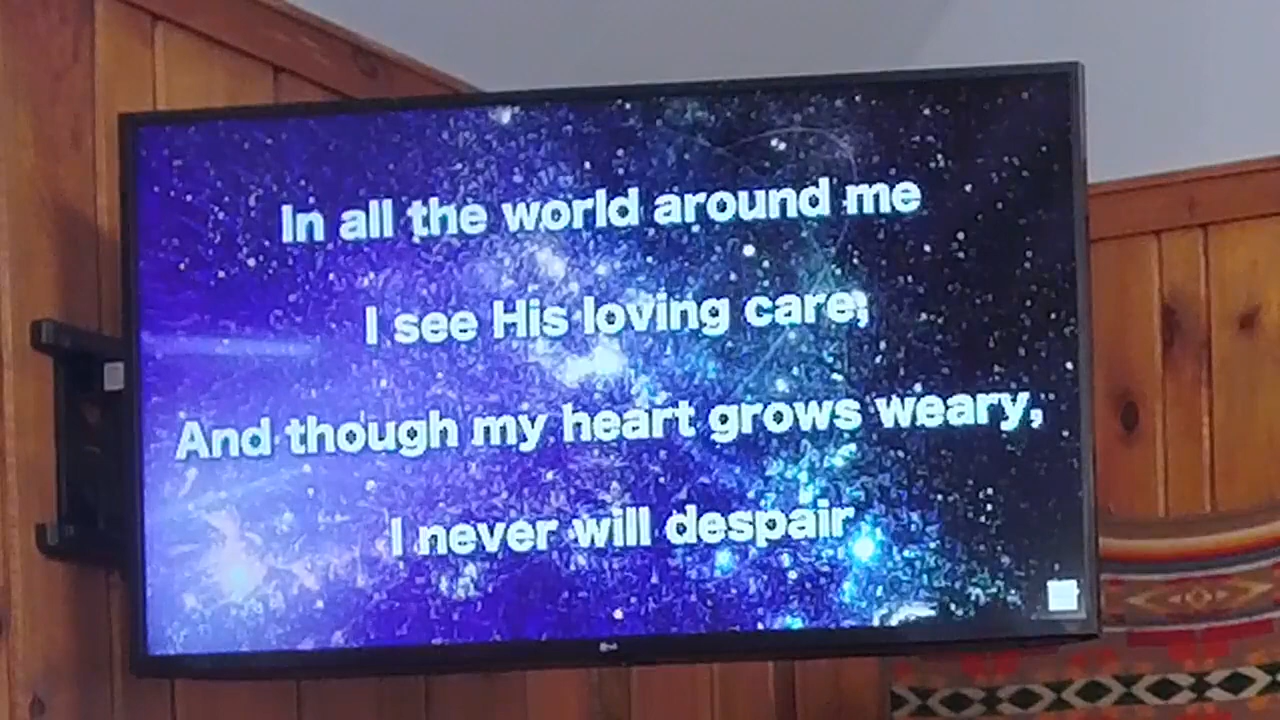 In all the world around me
I see His loving care;
And though my heart grows weary,
I never will despair